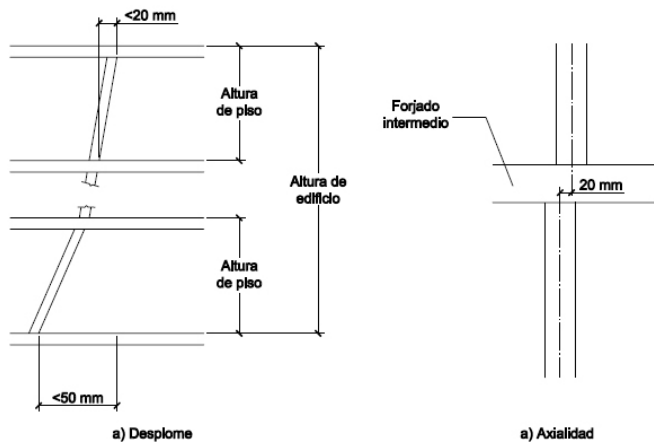 <20 mm
Altura
de piso
Altura de
edificio
Altura
de piso
<50 mm
a) Desplome
Forjado
intermedio
20 mm
a) Axialidad